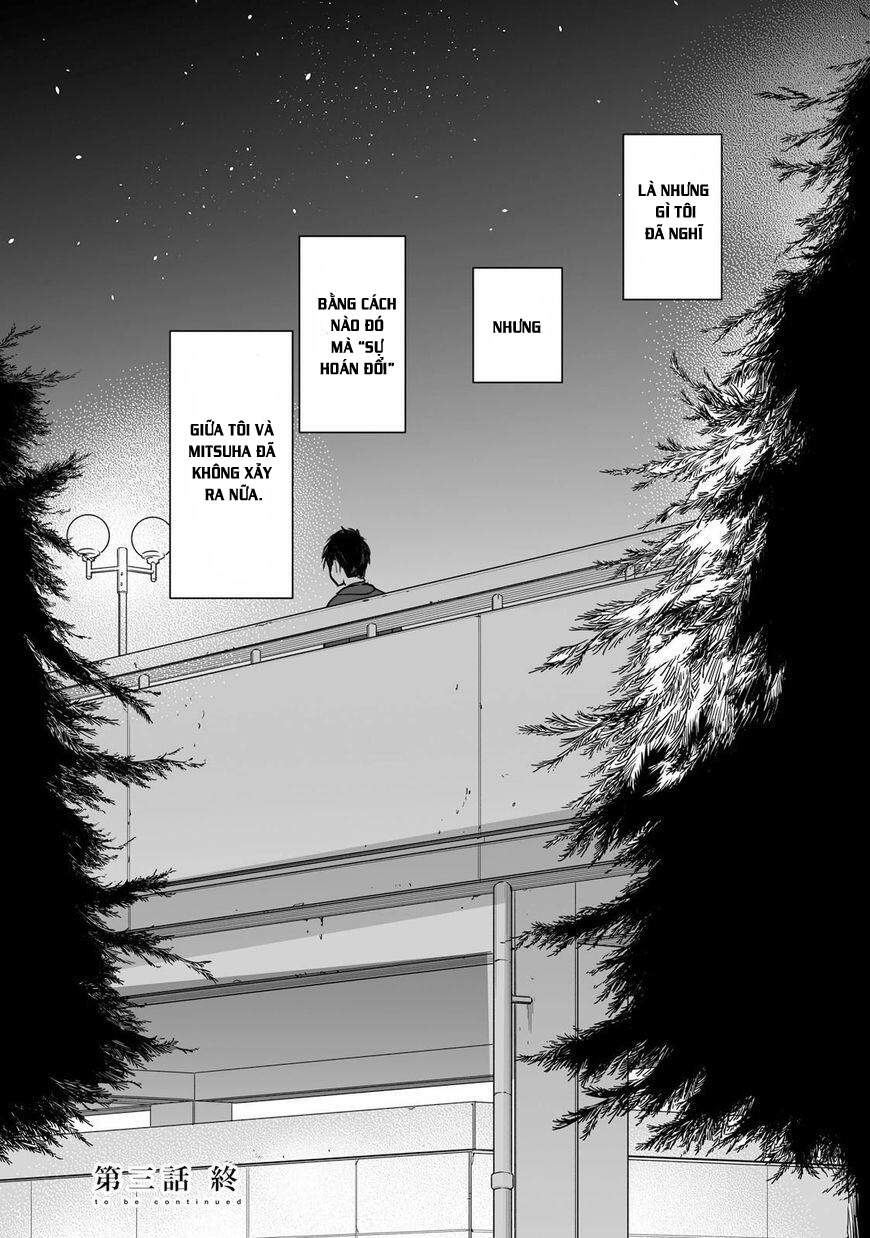 LÀ NHƯNG
GÌ TÔI
ĐÃ NGHĨ
NHƯNG
BẰNG CÁCH
NÀO ĐÓ
MÀ "SỰ
HOÁN ĐỔI"
GIỮA TÔI VÀ
MITSUHA ĐÃ
KHÔNG XẢY
RA NỮA.
第三話 終
to be continued